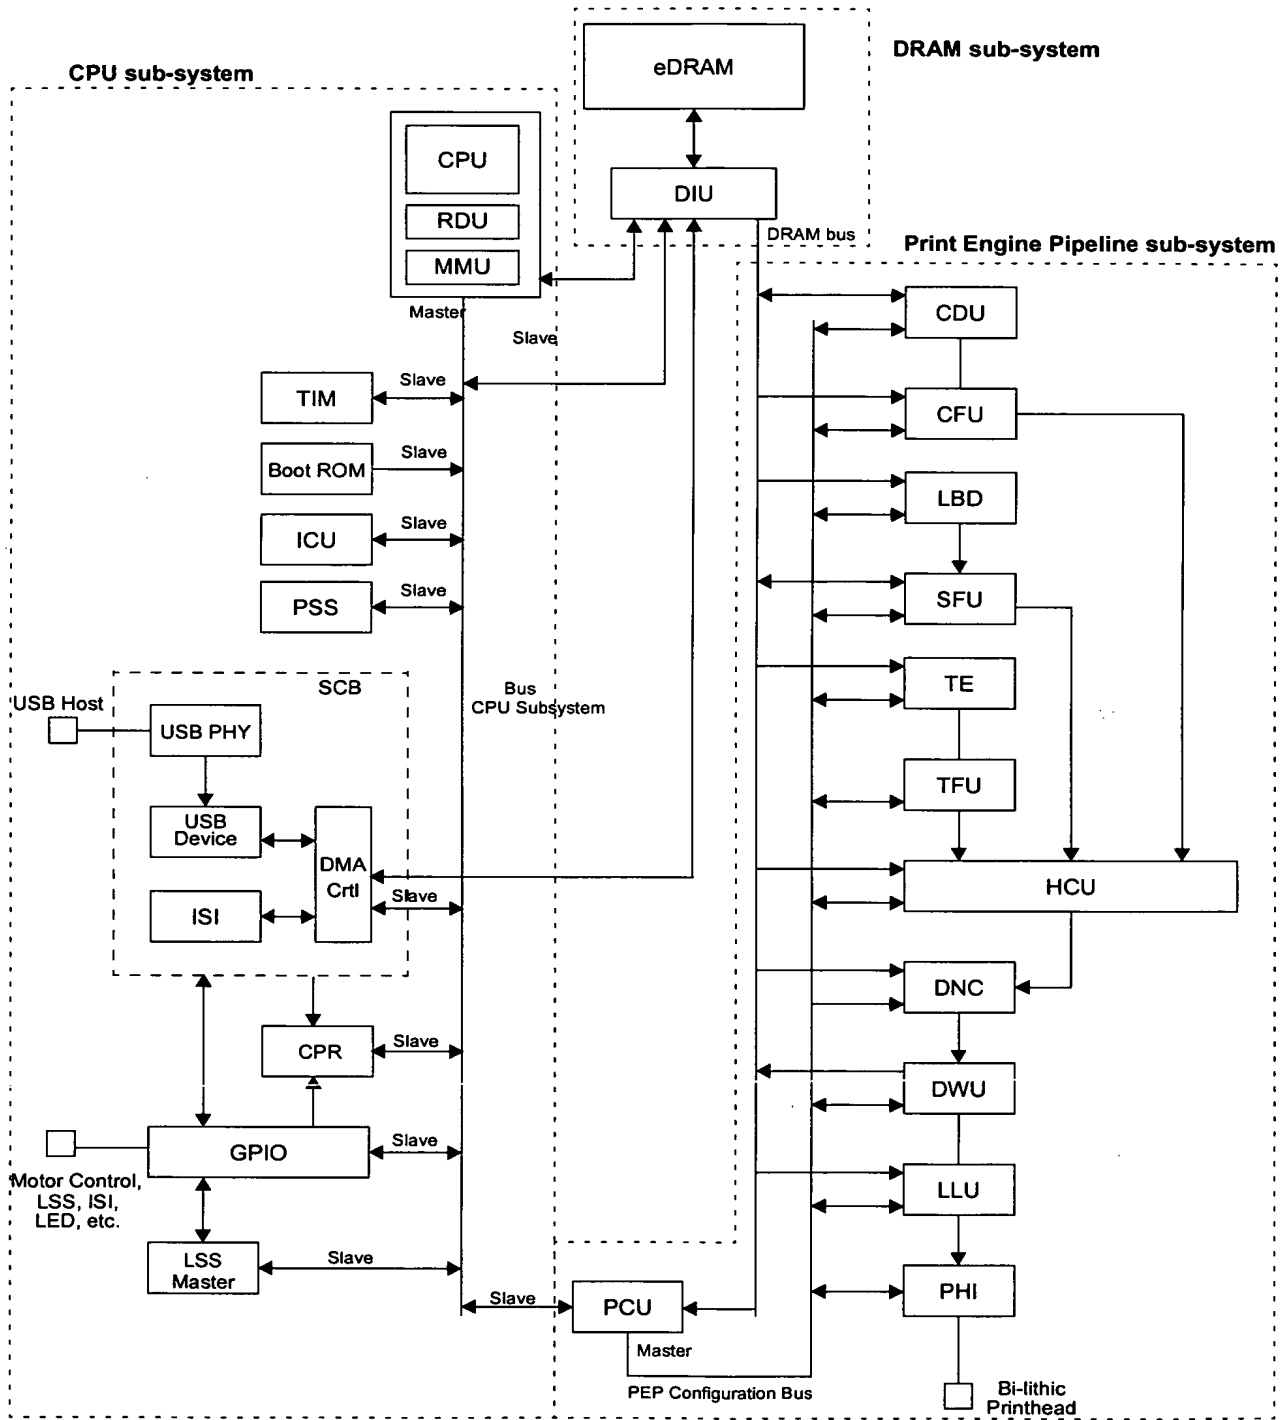 DRAM sub-system
CPU sub-system
eDRAM
CPU
RDU
MMU
DIU
DRAM bus
Print Engine Pipeline sub-system
Master
Slave
CDU
TIM
Slave
CFU
Boot ROM
Slave
LBD
ICU
Slave
PSS
Slave
SFU
SCB
TE
USB Host
USB PHY
Bus
CPU Subsystem
TFU
USB
Device
DMA
Crtl
Slave
ISI
HCU
DNC
CPR
Slave
DWU
GPIO
Slave
Motor Control,
LSS, ISI,
LED, etc.
LLU
LSS
Master
Slave
Slave
PCU
PHI
Master
PEP Configuration Bus
Bi-lithic
Printhead